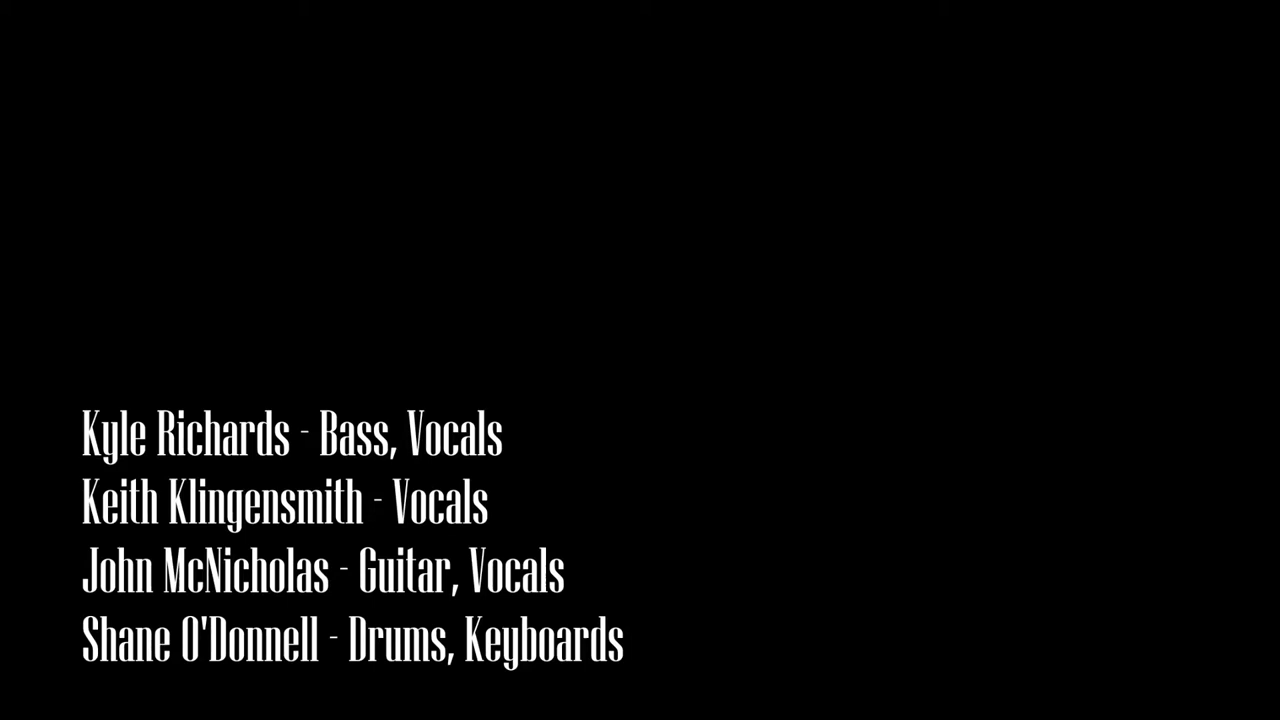 Kyle Richards - Bass, Vocals
Keith Klingensmith - Vocals
John McNicholas - Guitar, Vocals
Shane O'Donnell - Drums, Keyboards